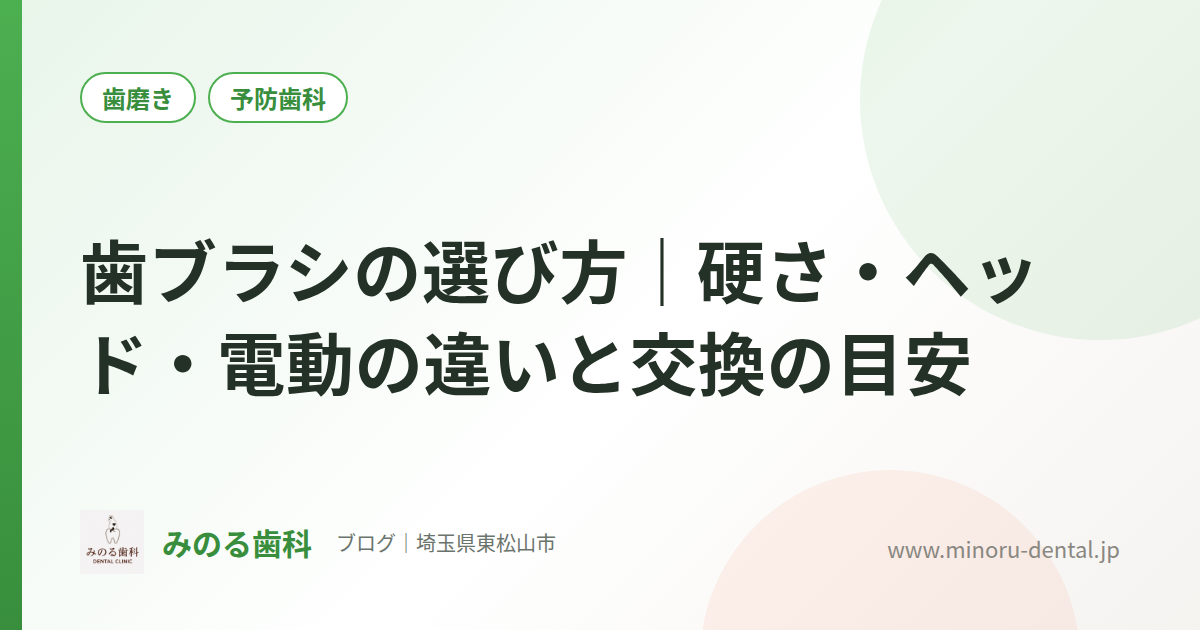 歯磨き 予防歯科
歯ブラシの選び方｜硬さ・ヘッ
ド・電動の違いと交換の目安
みのる歯科
DENTAL CLINIC
みのる歯科 ブログ｜埼玉県東松山市
www.minoru-dental.jp